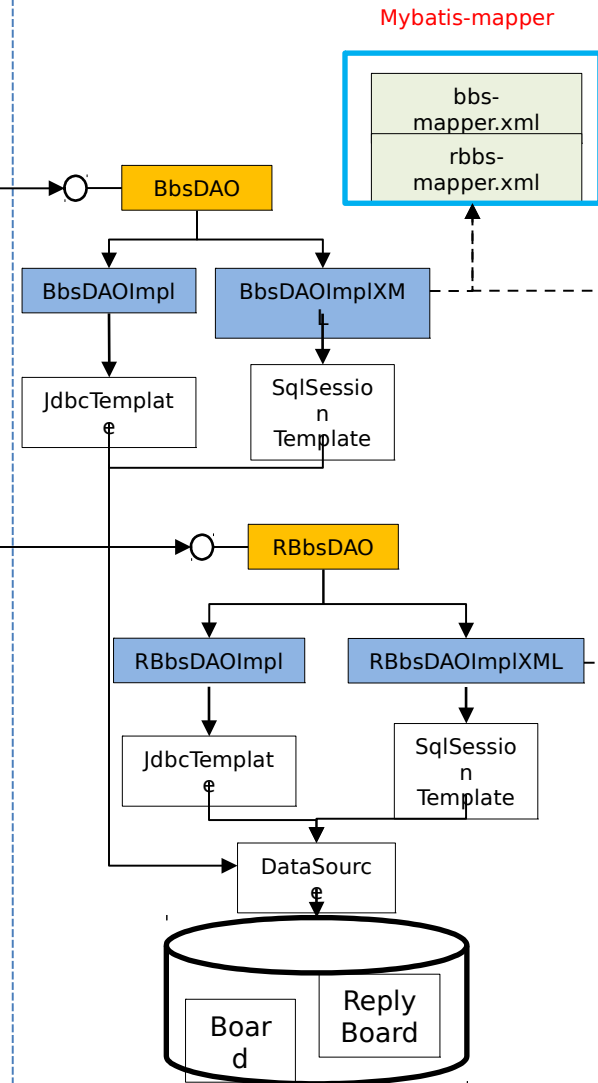 Mybatis-mapper
bbs-
mapper.xml
rbbs-
mapper.xml
BbsDAO
BbsDAOImpl
BbsDAOImplXM
L
JdbcTemplat
e
SqlSessio
n
Template
RBbsDAO
RBbsDAOImpl
RBbsDAOImplXML
JdbcTemplat
e
SqlSessio
n
Template
DataSourc
e
Reply
Board
Boar
d